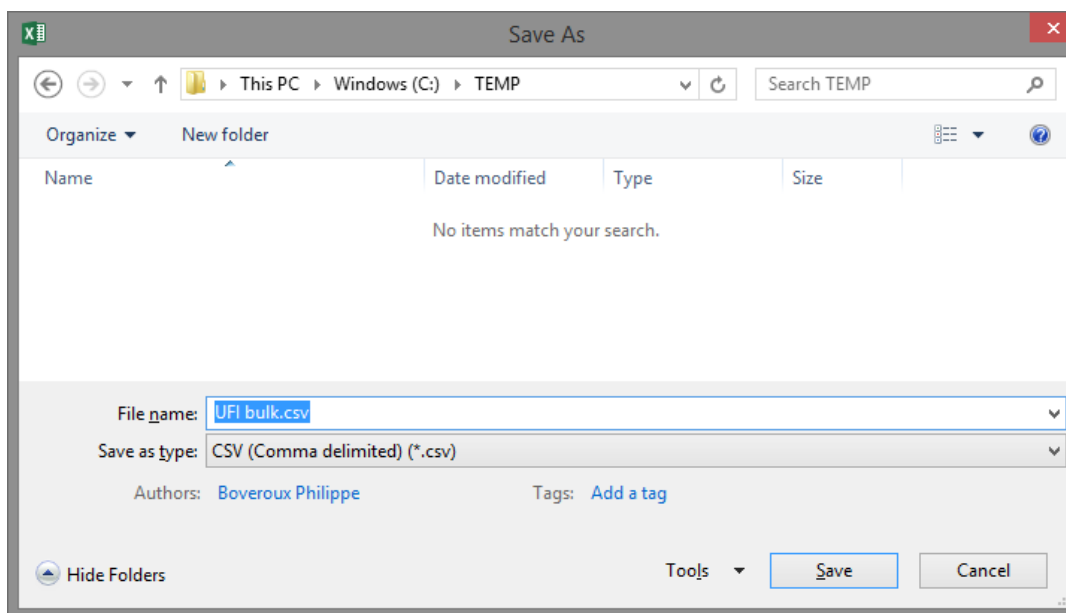 Save As
This PC Windows (C:) TEMP Search TEMP
Organize New folder
Name Date modified Type Size
No items match your search.
File name: UFI bulk.csv
Save as type: CSV (Comma delimited) (*.csv)
Authors: Boveroux Philippe Tags: Add a tag
Hide Folders Tools Save Cancel